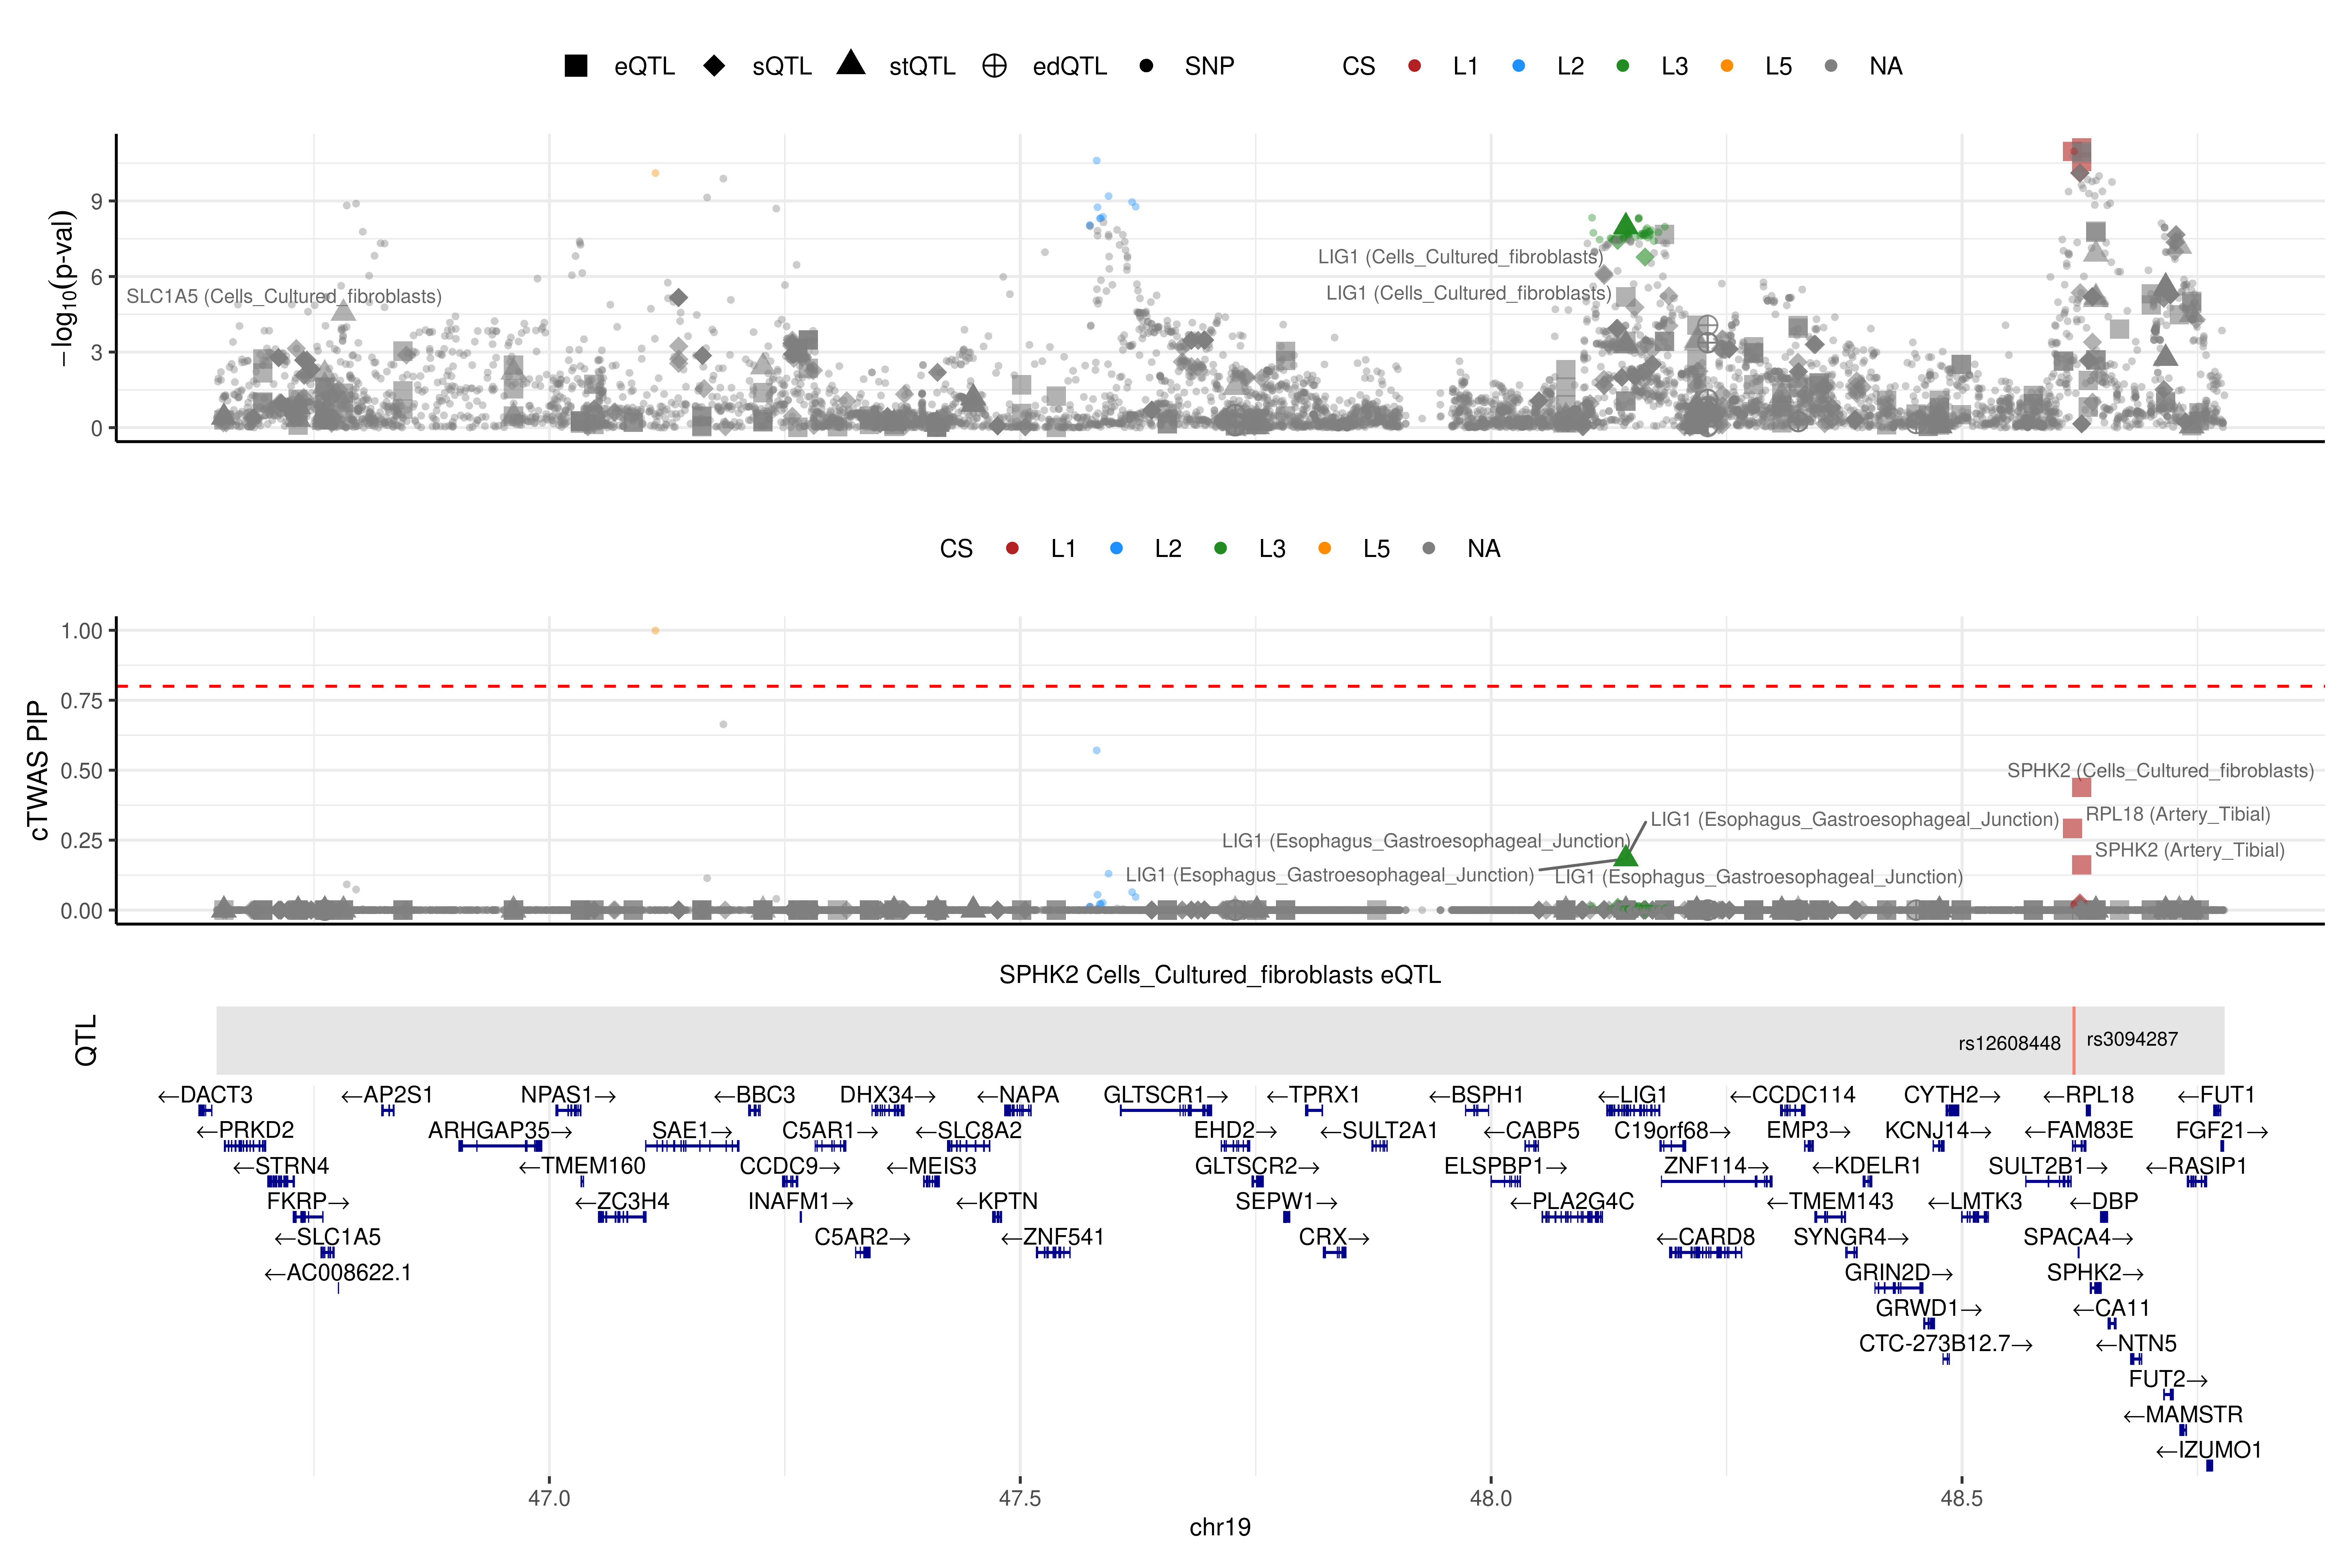 eQTL sQTL stQTL edQTL SNP CS L1 L2 L3 L5 NA
−log10(p-val)
9
6
3
0
LIG1 (Cells_Cultured_fibroblasts)
LIG1 (Cells_Cultured_fibroblasts)
SLC1A5 (Cells_Cultured_fibroblasts)
CS L1 L2 L3 L5 NA
cTWAS PIP
1.00
0.75
0.50
0.25
0.00
SPHK2 (Cells_Cultured_fibroblasts)
RPL18 (Artery_Tibial)
LIG1 (Esophagus_Gastroesophageal_Junction)
LIG1 (Esophagus_Gastroesophageal_Junction)
SPHK2 (Artery_Tibial)
LIG1 (Esophagus_Gastroesophageal_Junction)
LIG1 (Esophagus_Gastroesophageal_Junction)
SPHK2 Cells_Cultured_fibroblasts eQTL
QTL
rs12608448 rs3094287
←DACT3 ←AP2S1 NPAS1→ ←BBC3 DHX34→ ←NAPA GLTSCR1→ ←TPRX1 ←BSPH1 ←LIG1 ←CCDC114 CYTH2→ ←RPL18 ←FUT1
←PRKD2 ARHGAP35→ SAE1→ C5AR1→ ←SLC8A2 EHD2→ ←SULT2A1 ←CABP5 C19orf68→ EMP3→ KCNJ14→ ←FAM83E FGF21→
←STRN4 ←TMEM160 CCDC9→ ←MEIS3 GLTSCR2→ ELSPBP1→ ZNF114→ ←KDELR1 SULT2B1→ ←RASIP1
FKRP→ ←ZC3H4 INAFM1→ ←KPTN SEPW1→ ←PLA2G4C ←TMEM143 ←LMTK3 ←DBP
←SLC1A5 C5AR2→ ←ZNF541 CRX→ ←CARD8 SYNGR4→ SPACA4→
←AC008622.1 GRIN2D→ SPHK2→
GRWD1→ ←CA11
CTC-273B12.7→ ←NTN5
FUT2→
←MAMSTR
←IZUMO1
47.0 47.5 48.0 48.5
chr19